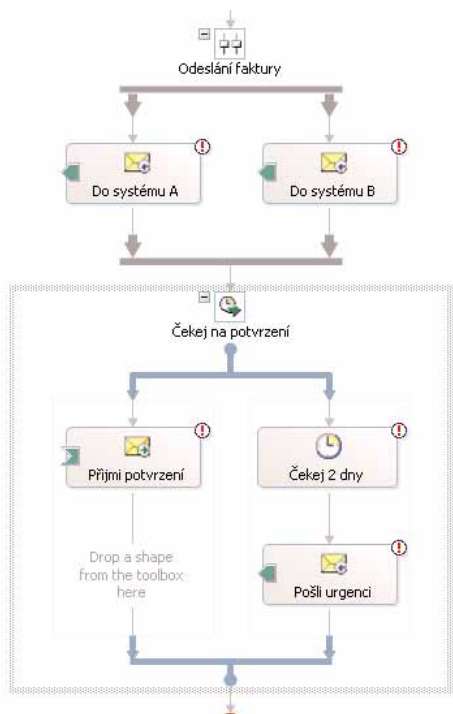 Odeslání faktury
Do systému A
Do systému B
Čekej na potvrzení
Přijmi potvrzení
Čekej 2 dny
Drop a shape
from the toolbox
here
Pošli urgenci